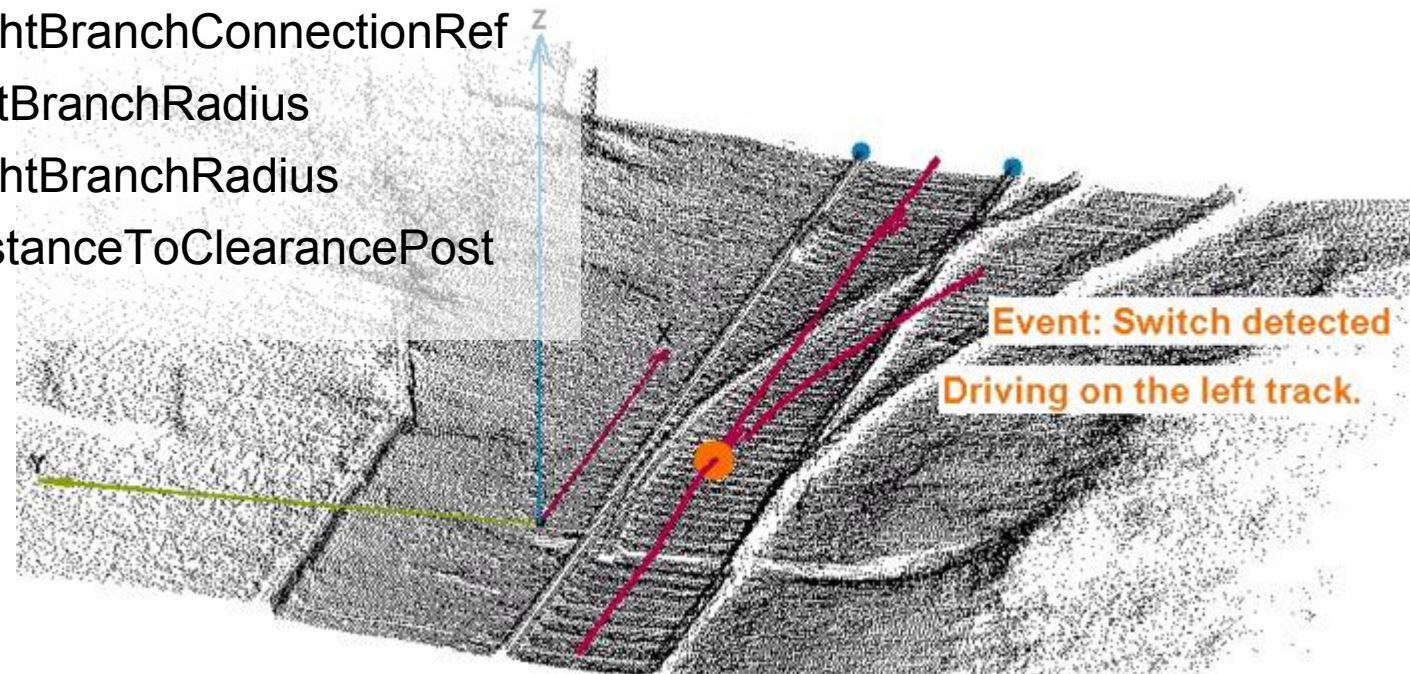 htBranchConnectionRef
Z
tBranchRadius
htBranchRadius
stanceToClearancePost
X
Event: Switch detected
Driving on the left track.
Y